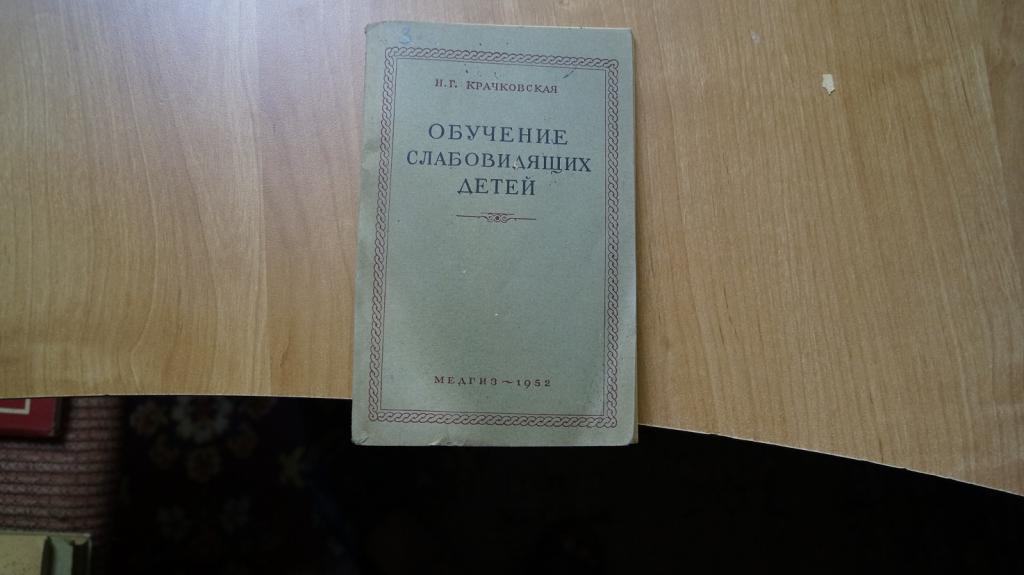 З
Н.Г. КРАЧКОВСКАЯ
ОБУЧЕНИЕ
СЛАБОВИДЯЩИХ
ДЕТЕЙ
МЕДГИЗ ~ 1952